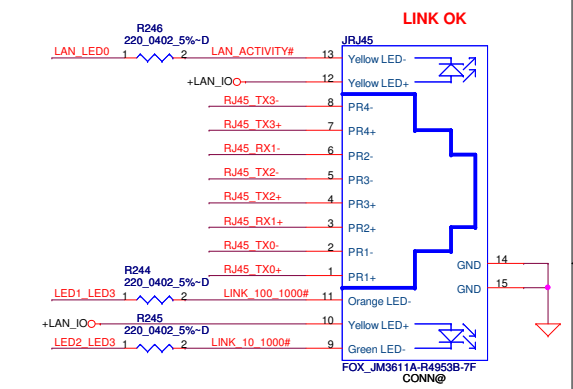 LINK OK
R246
220_0402_5%~D
JRJ45
LAN_LED0 1 2 LAN_ACTIVITY# 13 Yellow LED-
+LAN_IO 12 Yellow LED+
RJ45_TX3- 8 PR4-
RJ45_TX3+ 7 PR4+
RJ45_RX1- 6 PR2-
RJ45_TX2- 5 PR3-
RJ45_TX2+ 4 PR3+
RJ45_RX1+ 3 PR2+
RJ45_TX0- 2 PR1-
GND 14
R244
220_0402_5%~D
RJ45_TX0+ 1 PR1+
GND 15
LED1_LED3 1 2 LINK_100_1000# 11 Orange LED-
+LAN_IO R245 10 Yellow LED+
220_0402_5%~D
LED2_LED3 1 2 LINK_10_1000# 9 Green LED-
FOX_JM3611A-R4953B-7F
CONN@